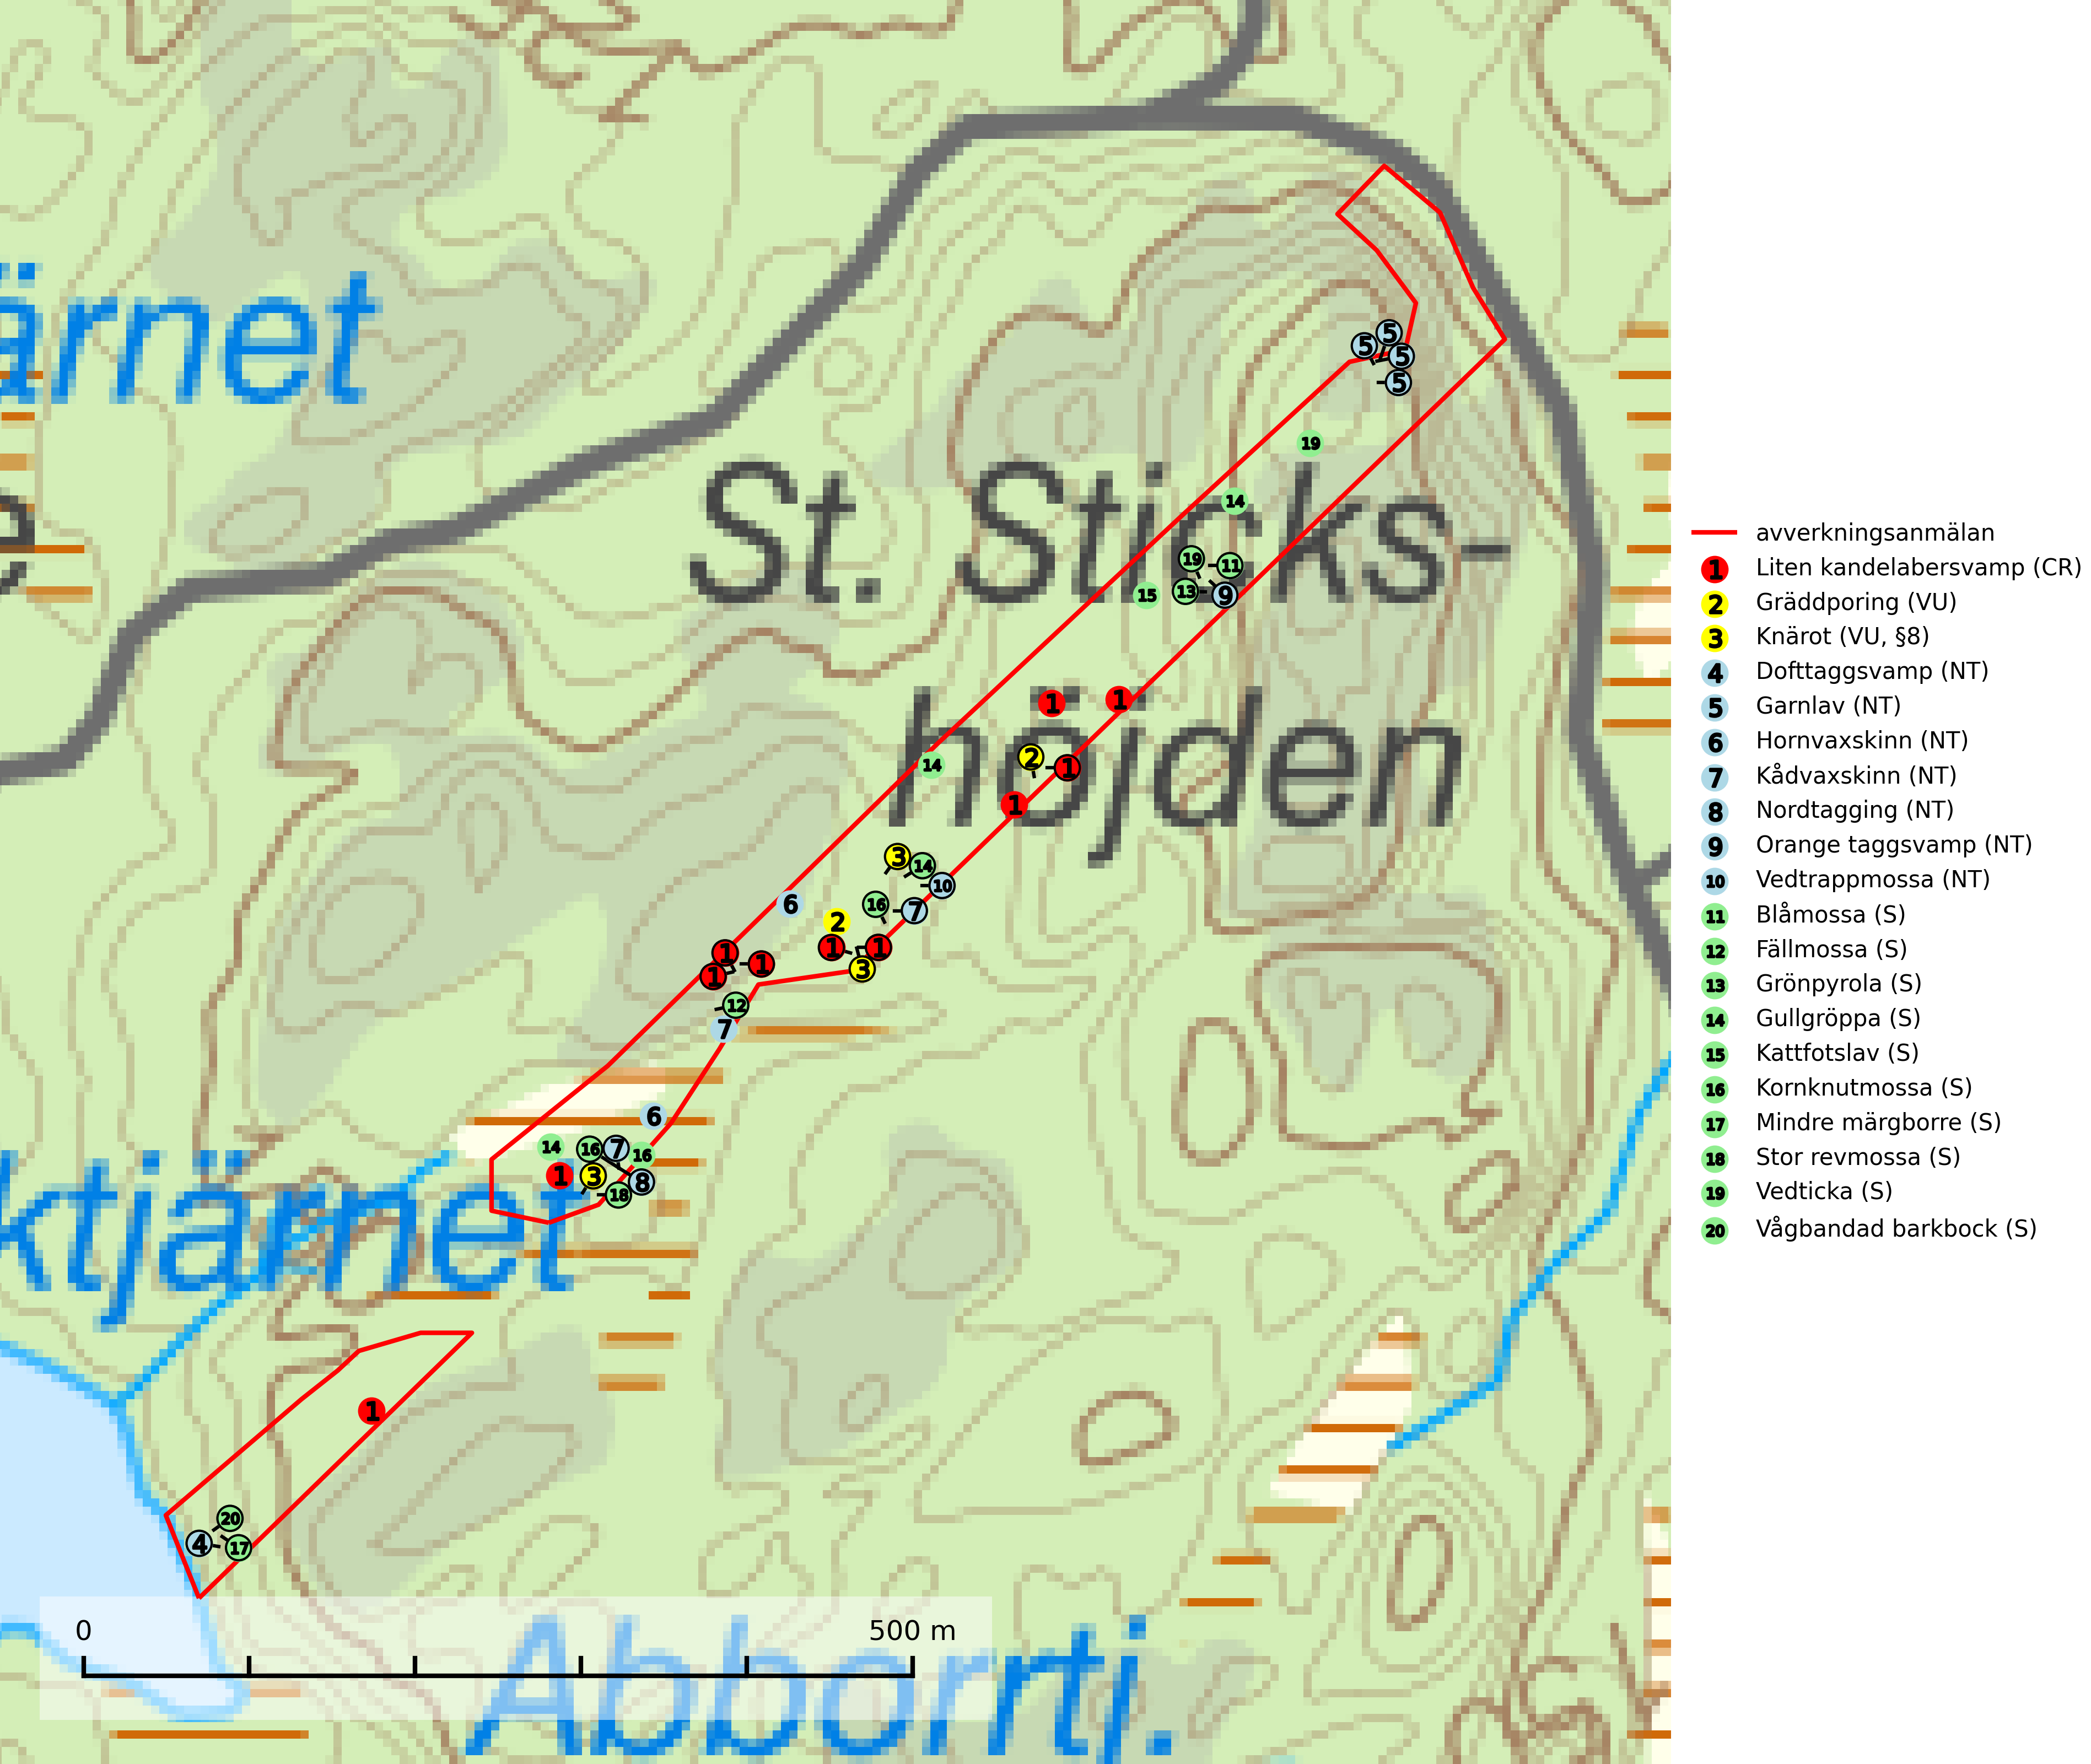 ärnet
St. Sticks-
höjden
ktjärnet
Abborrtj.
0 500 m
5
5
5
5
19
14
19
11
15
13
9
1
1
2
1
14
1
3
14
10
6
16
7
2
1
1
1
1
1
3
12
7
6
14
16
7
16
1
3
8
18
1
20
4
17
avverkningsanmälan
1 Liten kandelabersvamp (CR)
2 Gräddporing (VU)
3 Knärot (VU, §8)
4 Dofttaggsvamp (NT)
5 Garnlav (NT)
6 Hornvaxskinn (NT)
7 Kådvaxskinn (NT)
8 Nordtagging (NT)
9 Orange taggsvamp (NT)
10 Vedtrappmossa (NT)
11 Blåmossa (S)
12 Fällmossa (S)
13 Grönpyrola (S)
14 Gullgröppa (S)
15 Kattfotslav (S)
16 Kornknutmossa (S)
17 Mindre märgborre (S)
18 Stor revmossa (S)
19 Vedticka (S)
20 Vågbandad barkbock (S)